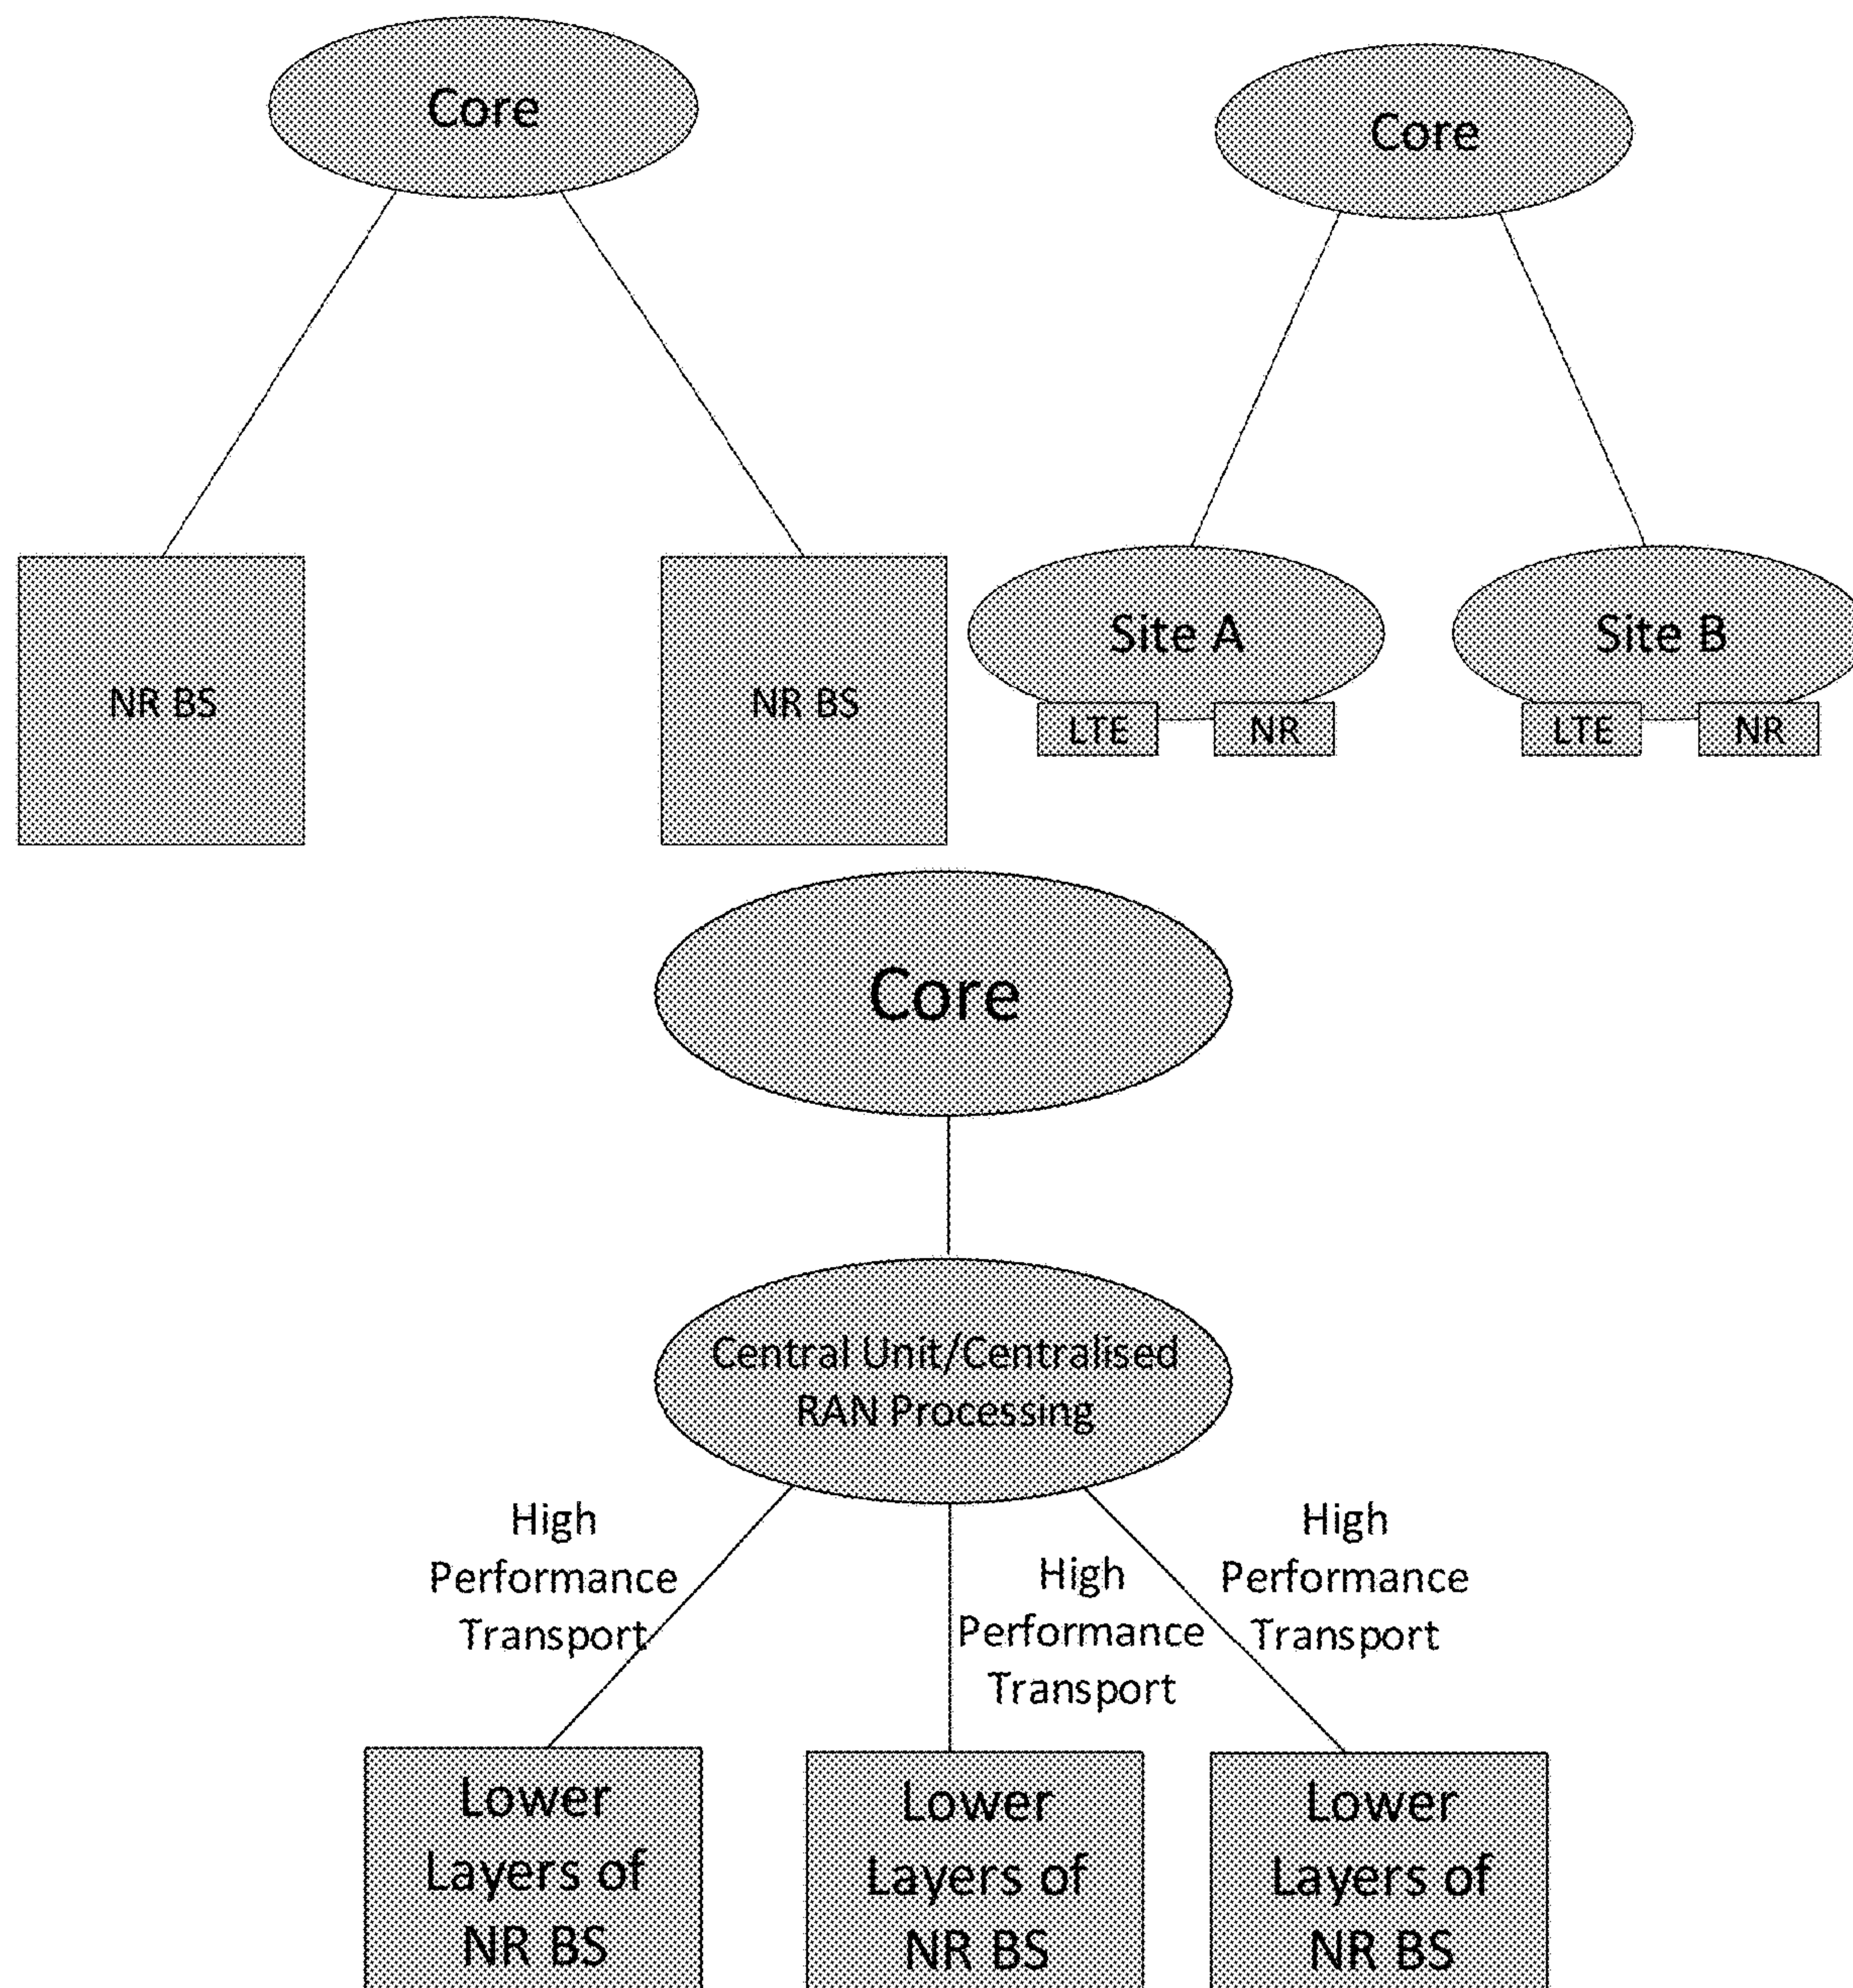 Core
Core
NR BS
NR BS
Site A
Site B
LTE
NR
LTE
NR
Core
Central Unit/Centralised
RAN Processing
High
Performance
Transport
High
Performance
Transport
High
Performance
Transport
Lower
Layers of
NR BS
Lower
Layers of
NR BS
Lower
Layers of
NR BS